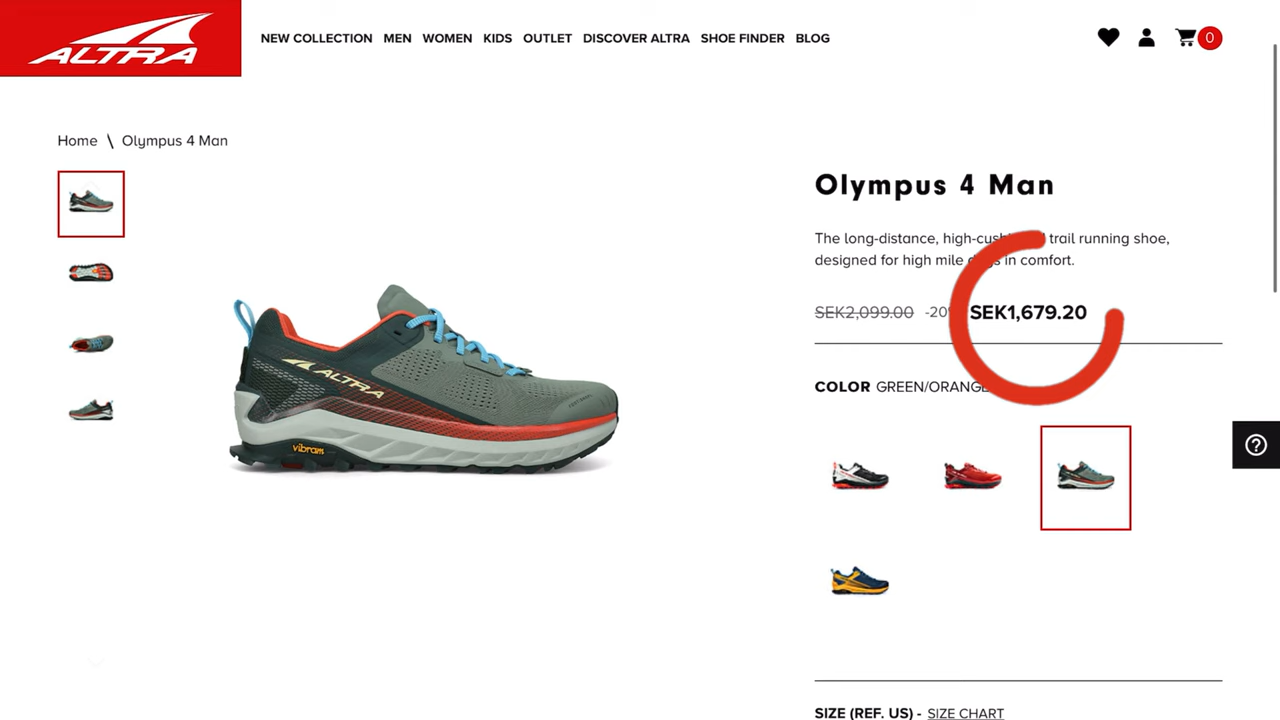 ALTRA
NEW COLLECTION MEN WOMEN KIDS OUTLET DISCOVER ALTRA SHOE FINDER BLOG
0
Home \ Olympus 4 Man
Olympus 4 Man
The long-distance, high- trail running shoe,
designed for high mile in comfort.
SEK2,099.00 SEK1,679.20
COLOR GREEN/ORANGE
ALTRA
vibram
SIZE (REF. US) - SIZE CHART